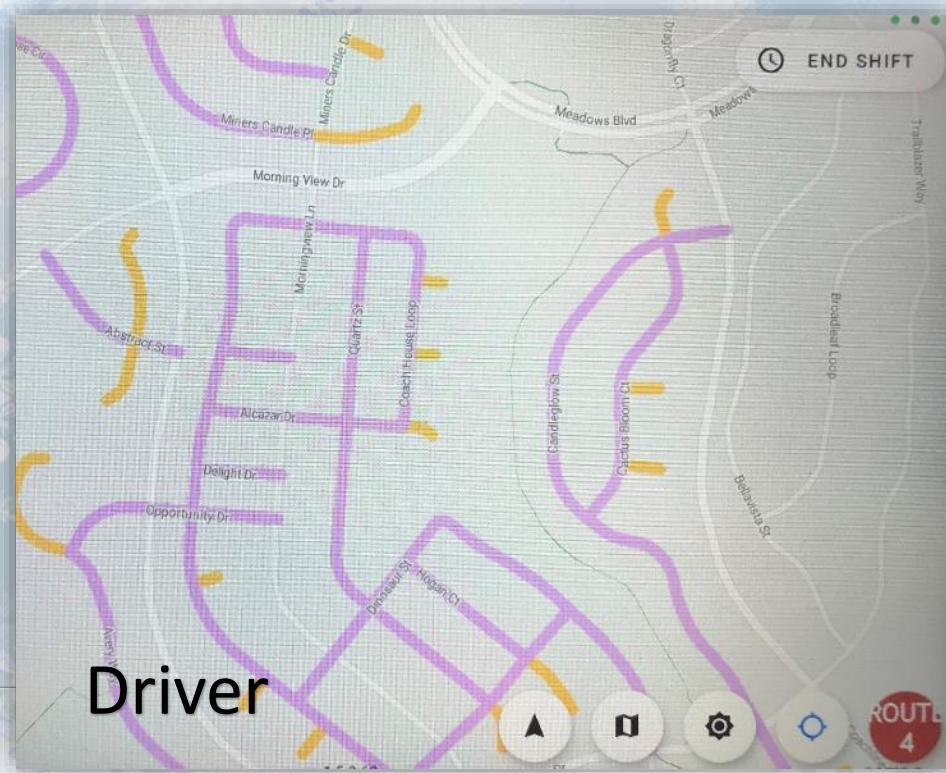 Miners Candle Dr
Dragonfly Ct
END SHIFT
Meadows Blvd
Meadows
Miners Candle Pl
Trailblazer Way
Morning View Dr
Morningview Ln
Quartz St
Coach House Loop
Broadleaf Loop
Abstract St
Candleglow St
Cactus Bloom Ct
Alcazar Dr
Delight Dr
Bellavista St
Opportunity Dr
Dinosaur St
Hogan Ct
Driver
ROUTE
4